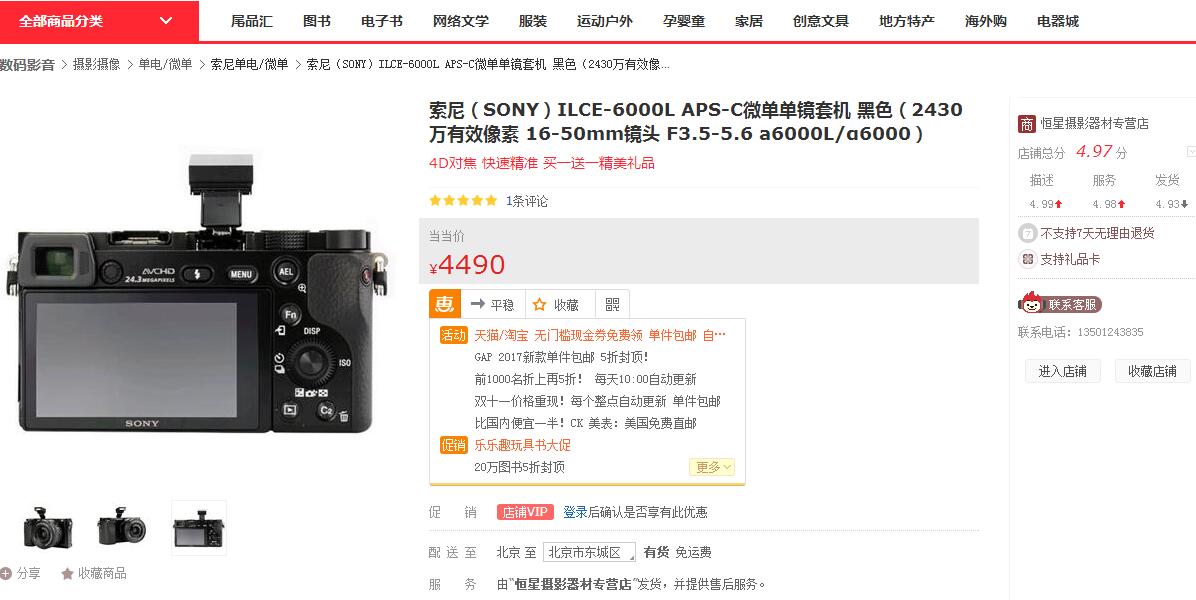 全部商品分类
尾品汇 图书 电子书 网络文学 服装 运动户外 孕婴童 家居 创意文具 地方特产 海外购 电器城
数码影音 > 摄影摄像 > 单电/微单 > 索尼单电/微单 > 索尼（SONY）ILCE-6000L APS-C微单单镜套机 黑色（2430万有效像...
索尼（SONY）ILCE-6000L APS-C微单单镜套机 黑色（2430
万有效像素 16-50mm镜头 F3.5-5.6 a6000L/α6000）
4D对焦 快速精准 买一送一精美礼品
1条评论
当当价
¥4490
惠 平稳 收藏
活动 天猫/淘宝 无门槛现金券免费领 单件包邮 自…
GAP 2017新款单件包邮 5折封顶！
前1000名折上再5折！ 每天10:00自动更新
双十一价格重现！每个整点自动更新 单件包邮
比国内便宜一半！CK 美表：美国免费直邮
促销 乐乐趣玩具书大促
20万图书5折封顶
更多
促 销 店铺VIP 登录后确认是否享有此优惠
配 送 至 北京 至 北京市东城区 有货 免运费
服 务 由“恒星摄影器材专营店”发货，并提供售后服务。
AVCHD
24.3 MEGAPIXELS
MENU
AEL
Fn
DISP
ISO
C2
SONY
分享 收藏商品
商 恒星摄影器材专营店
店铺总分 4.97 分
描述 服务 发货
4.99 4.98 4.93
7 不支持7天无理由退货
支持礼品卡
联系客服
联系电话：13501243835
进入店铺 收藏店铺